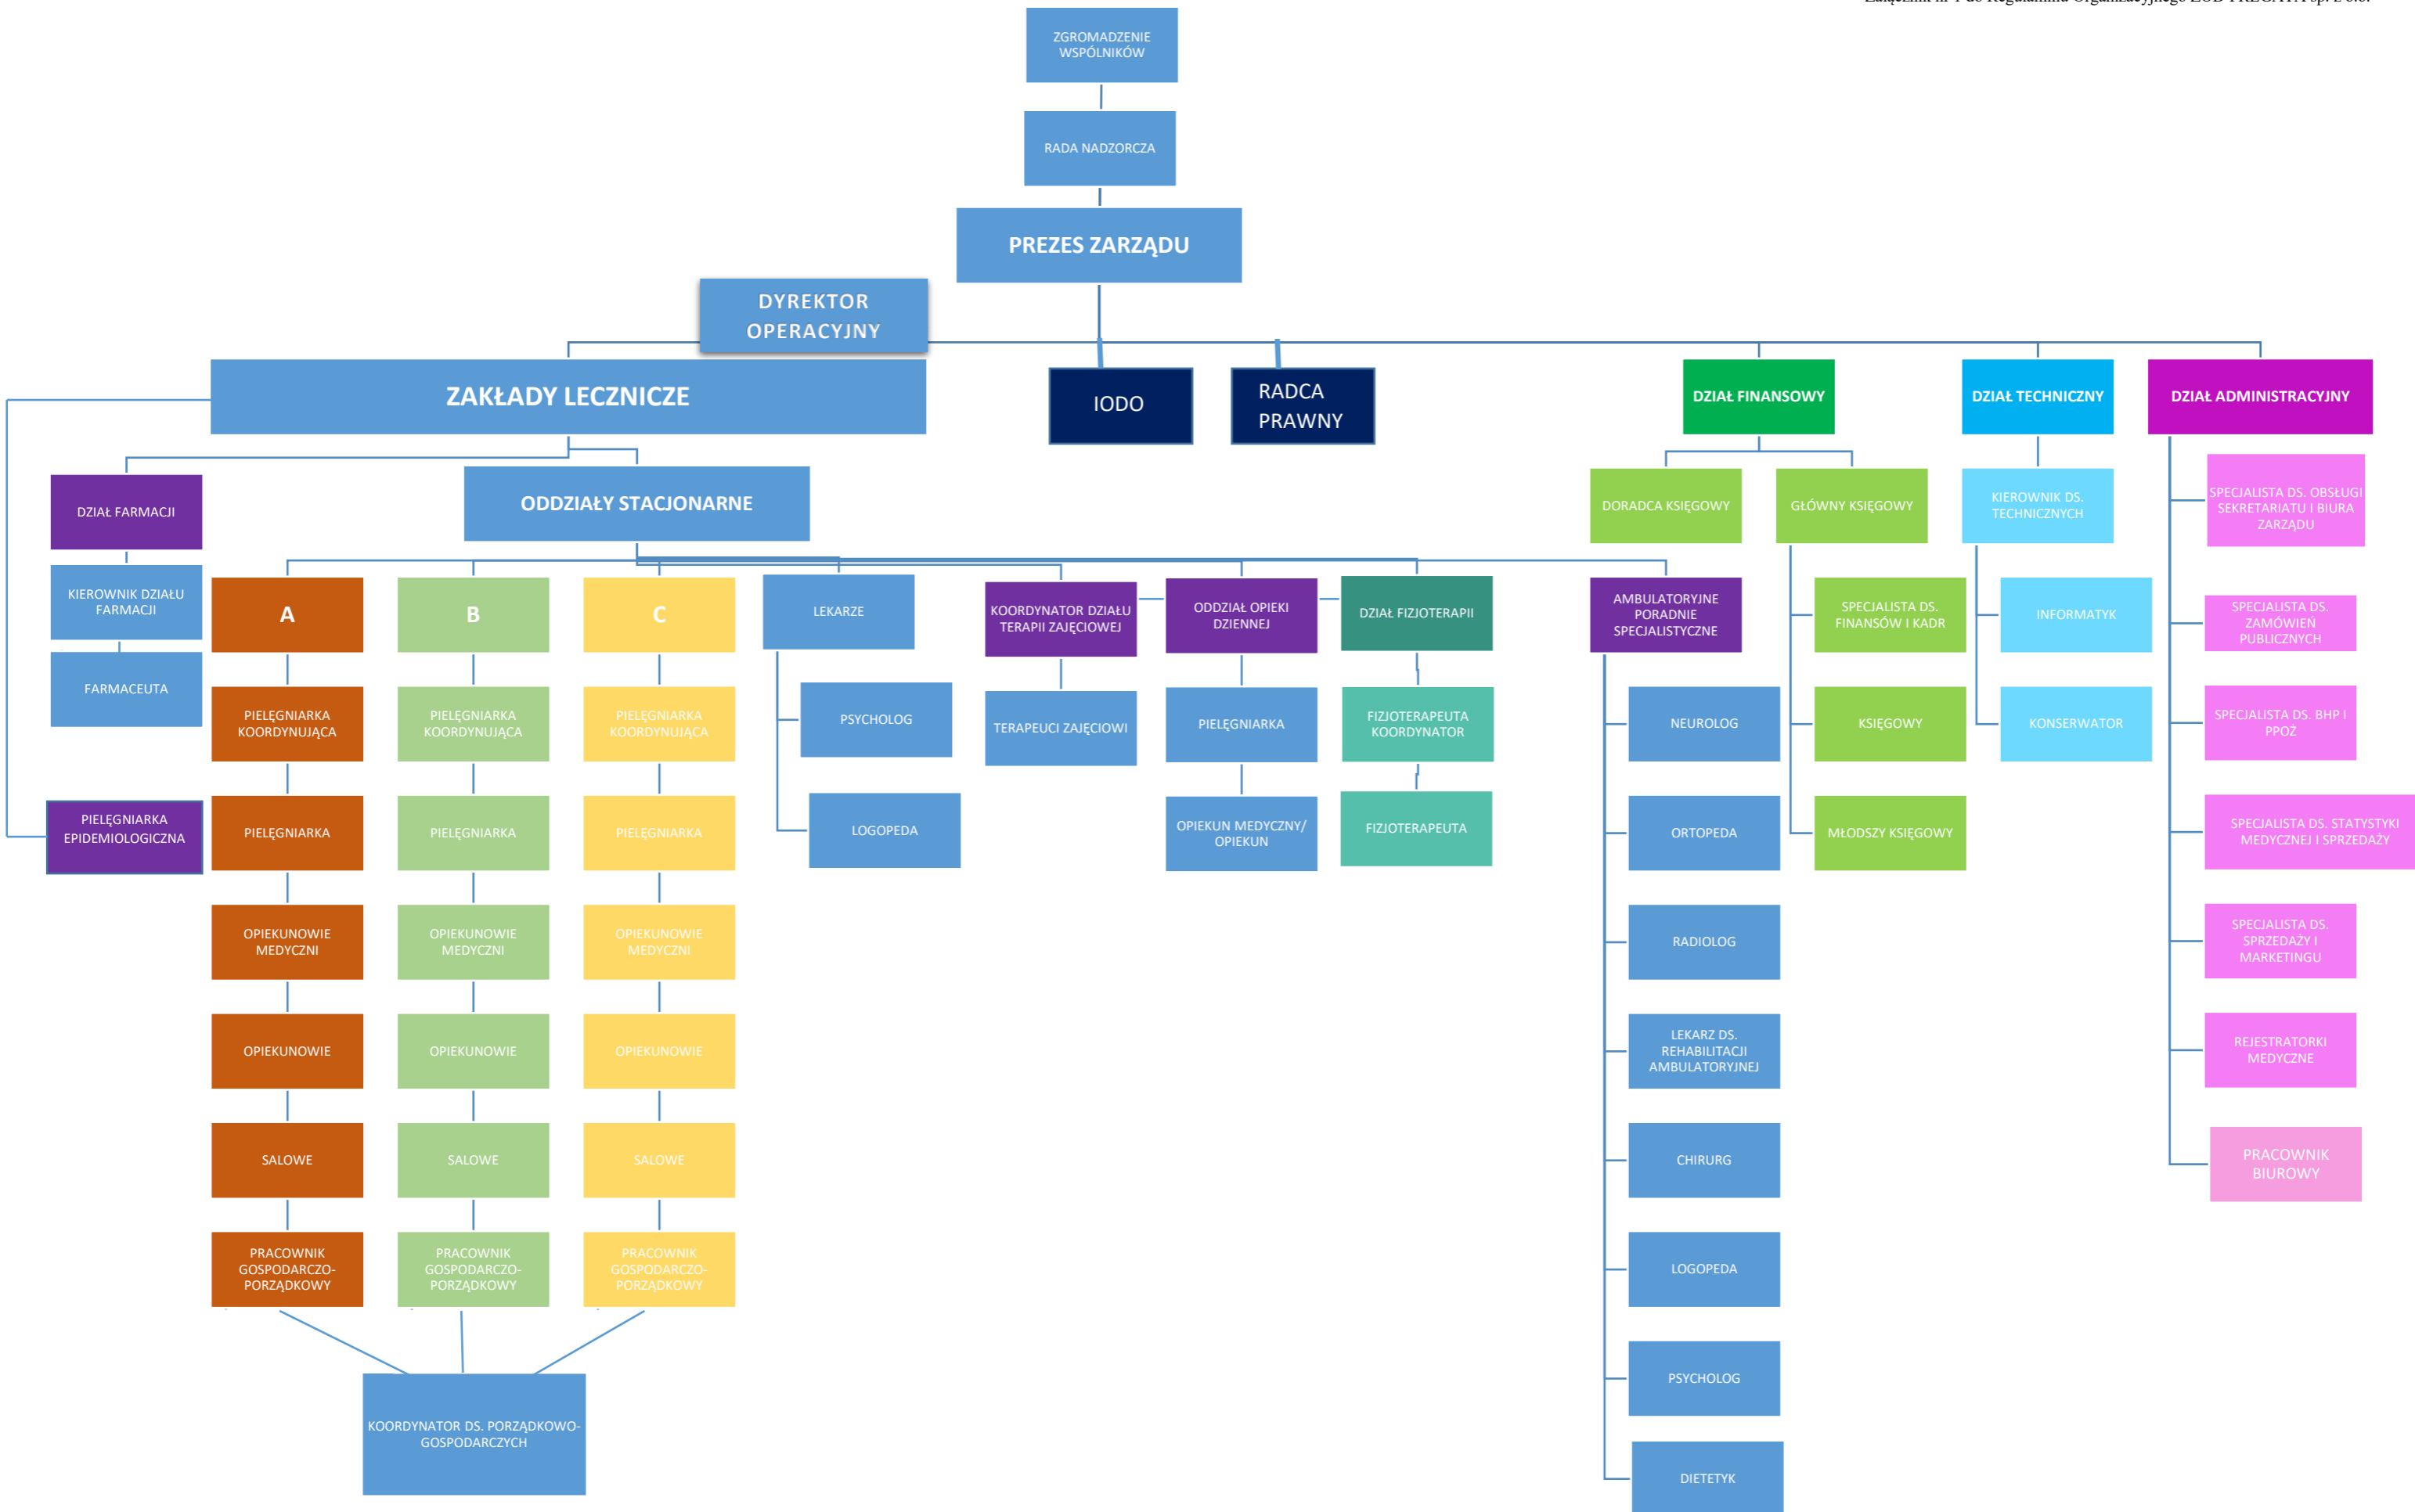 ZGROMADZENIE
WSPÓLNIKÓW
RADA NADZORCZA
PREZES ZARZĄDU
DYREKTOR
OPERACYJNY
ZAKŁADY LECZNICZE
IODO
RADCA
PRAWNY
DZIAŁ FINANSOWY
DZIAŁ TECHNICZNY
DZIAŁ ADMINISTRACYJNY
DZIAŁ FARMACJI
KIEROWNIK DZIAŁU
FARMACJI
FARMACEUTA
PIELĘGNIARKA
EPIDEMIOLOGICZNA
ODDZIAŁY STACJONARNE
A
PIELĘGNIARKA
KOORDYNUJĄCA
PIELĘGNIARKA
OPIEKUNOWIE
MEDYCZNI
OPIEKUNOWIE
SALOWE
PRACOWNIK
GOSPODARCZO-
PORZĄDKOWY
B
PIELĘGNIARKA
KOORDYNUJĄCA
PIELĘGNIARKA
OPIEKUNOWIE
MEDYCZNI
OPIEKUNOWIE
SALOWE
PRACOWNIK
GOSPODARCZO-
PORZĄDKOWY
C
PIELĘGNIARKA
KOORDYNUJĄCA
PIELĘGNIARKA
OPIEKUNOWIE
MEDYCZNI
OPIEKUNOWIE
SALOWE
PRACOWNIK
GOSPODARCZO-
PORZĄDKOWY
KOORDYNATOR DS. PORZĄDKOWO-
GOSPODARCZYCH
LEKARZE
PSYCHOLOG
LOGOPEDA
KOORDYNATOR DZIAŁU
TERAPII ZAJĘCIOWEJ
TERAPEUCI ZAJĘCIOWI
ODDZIAŁ OPIEKI
DZIENNEJ
PIELĘGNIARKA
OPIEKUN MEDYCZNY/
OPIEKUN
DZIAŁ FIZJOTERAPII
FIZJOTERAPEUTA
KOORDYNATOR
FIZJOTERAPEUTA
AMBULATORYJNE
PORADNIE
SPECJALISTYCZNE
NEUROLOG
ORTOPEDA
RADIOLOG
LEKARZ DS.
REHABILITACJI
AMBULATORYJNEJ
CHIRURG
LOGOPEDA
PSYCHOLOG
DIETETYK
DORADCA KSIĘGOWY
GŁÓWNY KSIĘGOWY
SPECJALISTA DS.
FINANSÓW I KADR
KSIĘGOWY
MŁODSZY KSIĘGOWY
KIEROWNIK DS.
TECHNICZNYCH
INFORMATYK
KONSERWATOR
SPECJALISTA DS. OBSŁUGI
SEKRETARIATU I BIURA
ZARZĄDU
SPECJALISTA DS.
ZAMÓWIEŃ
PUBLICZNYCH
SPECJALISTA DS. BHP I
PPOŻ
SPECJALISTA DS. STATYSTYKI
MEDYCZNEJ I SPRZEDAŻY
SPECJALISTA DS.
SPRZEDAŻY I
MARKETINGU
REJESTRATORKI
MEDYCZNE
PRACOWNIK
BIUROWY